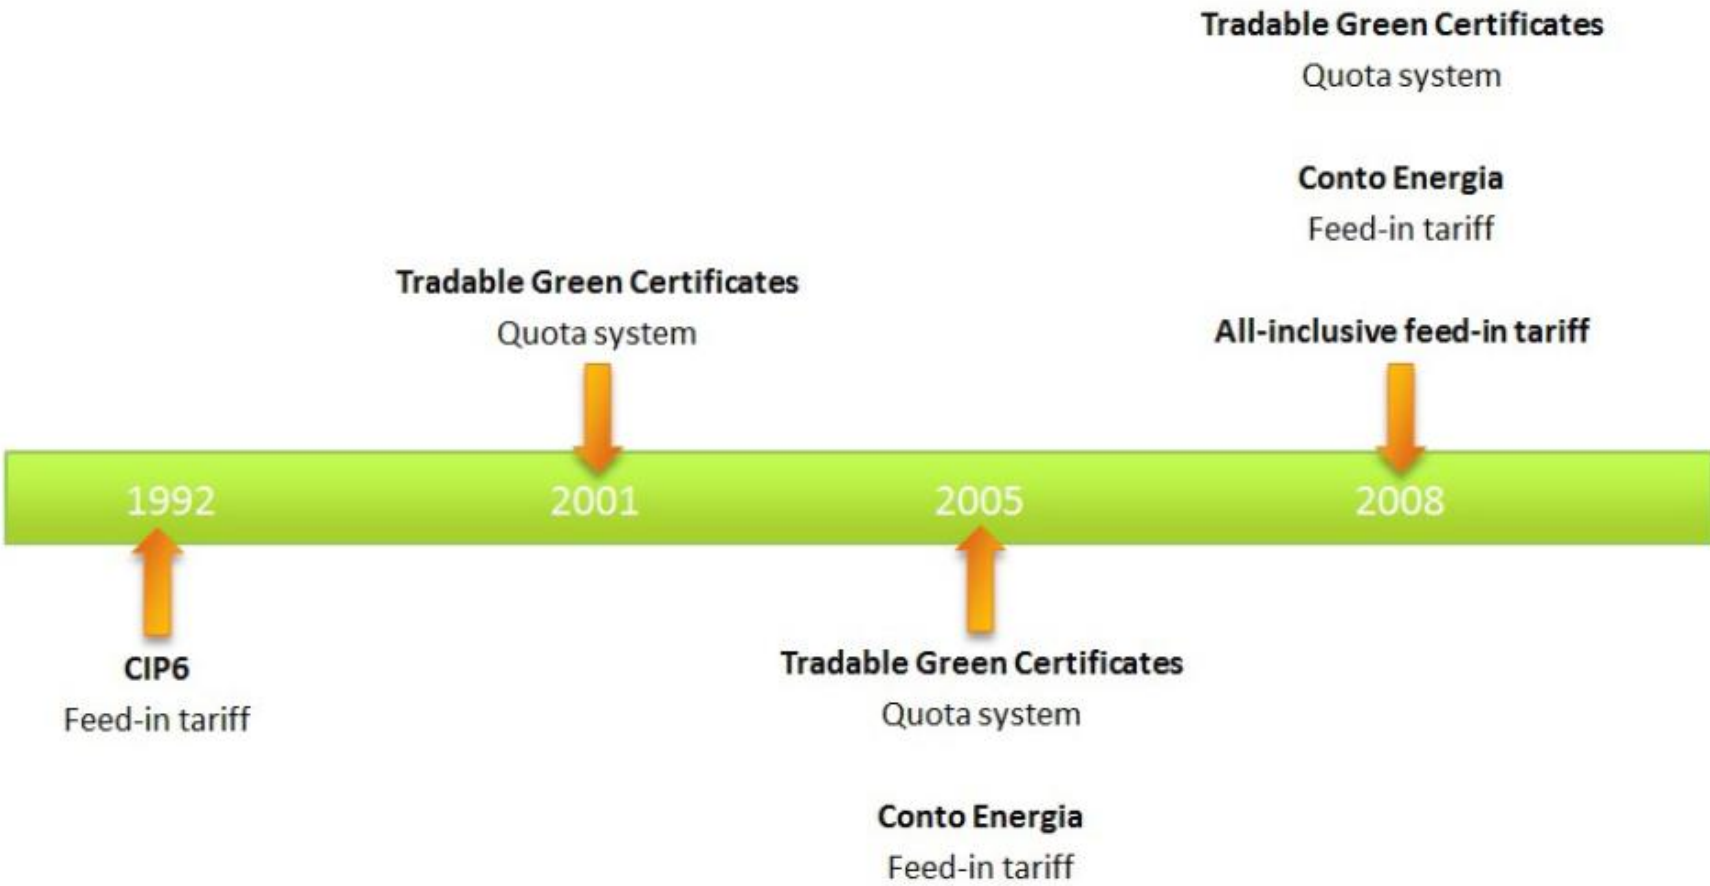 Tradable Green Certificates
Quota system
Conto Energia
Feed-in tariff
All-inclusive feed-in tariff
Tradable Green Certificates
Quota system
1992
2001
2005
2008
CIP6
Feed-in tariff
Tradable Green Certificates
Quota system
Conto Energia
Feed-in tariff